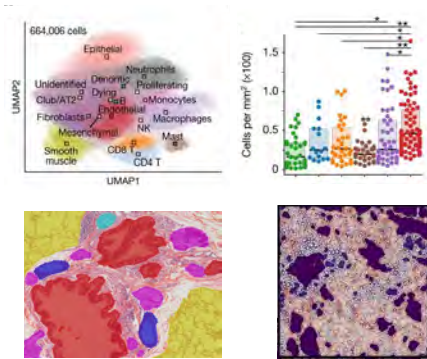 664,006 cells
Epithelial
Neutrophils
Dendritic
Unidentified
Dying
Proliferating
Club/AT2
B
Monocytes
Endothelial
Fibroblasts
Macrophages
NK
Mesenchymal
Mast
Smooth
muscle
CD8 T
CD4 T
UMAP2
UMAP1
Cells per mm² (×100)
1.5
1.0
0.5
0
*
**
*
*
**
*